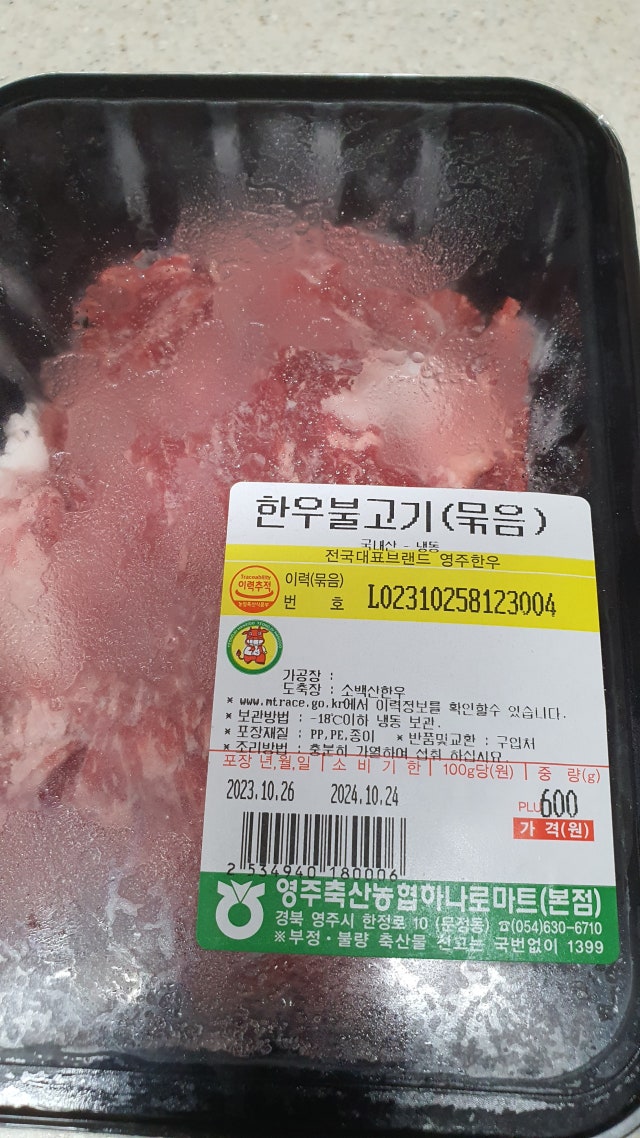 한우불고기(묶음)
국내산 - 냉동
전국대표브랜드 영주한우
Traceability
이력추적
농림축산식품부
이력(묶음)
번 호 L02310258123004
가공장 :
도축장 : 소백산한우
* www.mtrace.go.kr에서 이력정보를 확인할수 있습니다.
* 보관방법 : -18℃이하 냉동 보관.
* 포장재질 : PP,PE,종이 * 반품및교환 : 구입처
* 조리방법 : 충분히 가열하여 섭취 하십시요.
포장 년,월,일 | 소 비 기 한 | 100g당(원) | 중 량(g)
2023.10.26 2024.10.24 PLU 600
가 격(원)
2 534940 180006
영주축산농협하나로마트(본점)
경북 영주시 한정로 10 (문정동) ☎(054)630-6710
※부정·불량 축산물 신고는 국번없이 1399